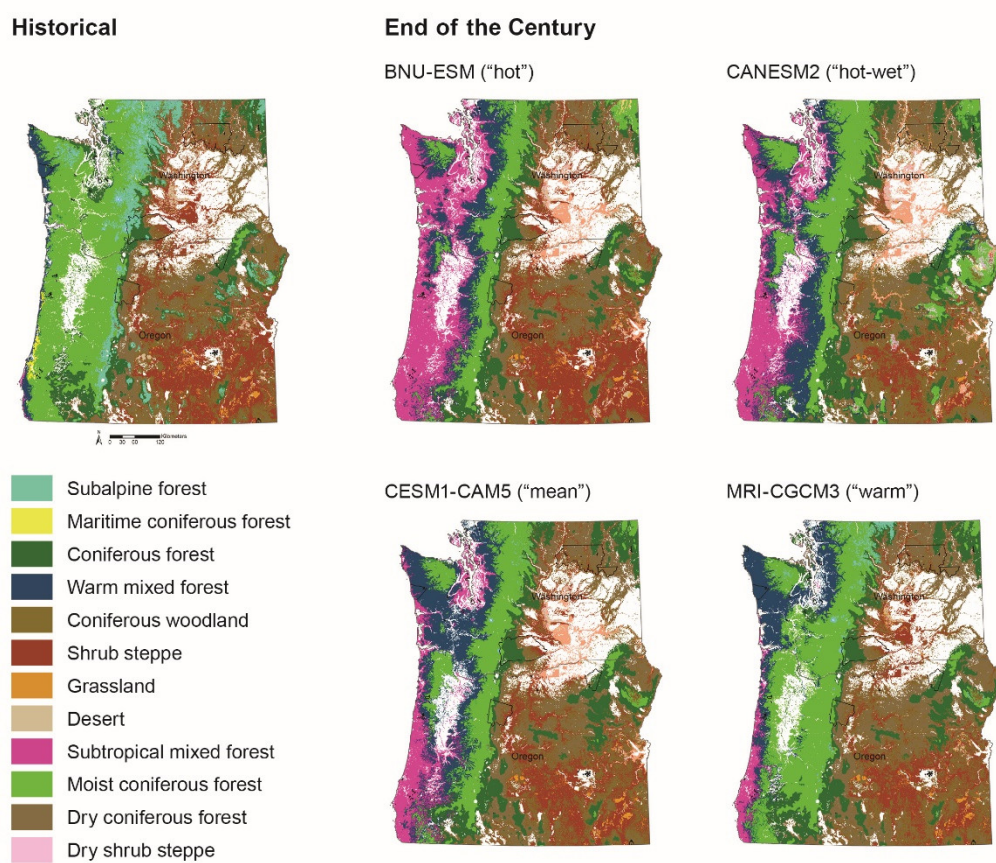 Historical
End of the Century
BNU-ESM (“hot”)
CANESM2 (“hot-wet”)
Washington
Oregon
Washington
Oregon
Washington
Oregon
N
0 30 60 120 Kilometers
CESM1-CAM5 (“mean”)
MRI-CGCM3 (“warm”)
Washington
Oregon
Washington
Oregon
Subalpine forest
Maritime coniferous forest
Coniferous forest
Warm mixed forest
Coniferous woodland
Shrub steppe
Grassland
Desert
Subtropical mixed forest
Moist coniferous forest
Dry coniferous forest
Dry shrub steppe